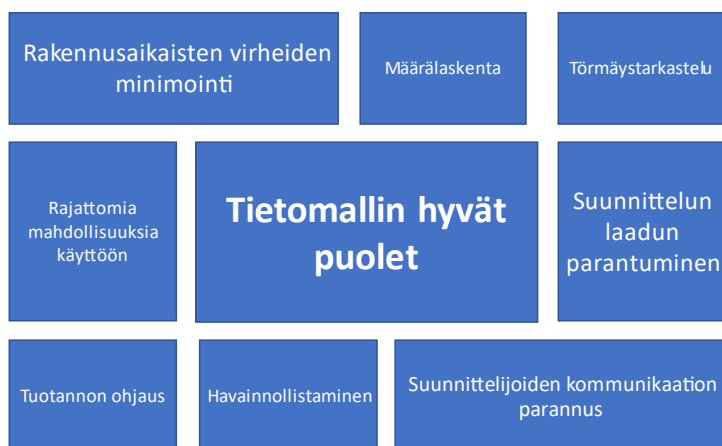 Rakennusaikaisten virheiden
minimointi
Määrälaskenta
Törmäystarkastelu
Rajattomia
mahdollisuuksia
käyttöön
Tietomallin hyvät
puolet
Suunnittelun
laadun
parantuminen
Tuotannon ohjaus
Havainnollistaminen
Suunnittelijoiden kommunikaation
parannus